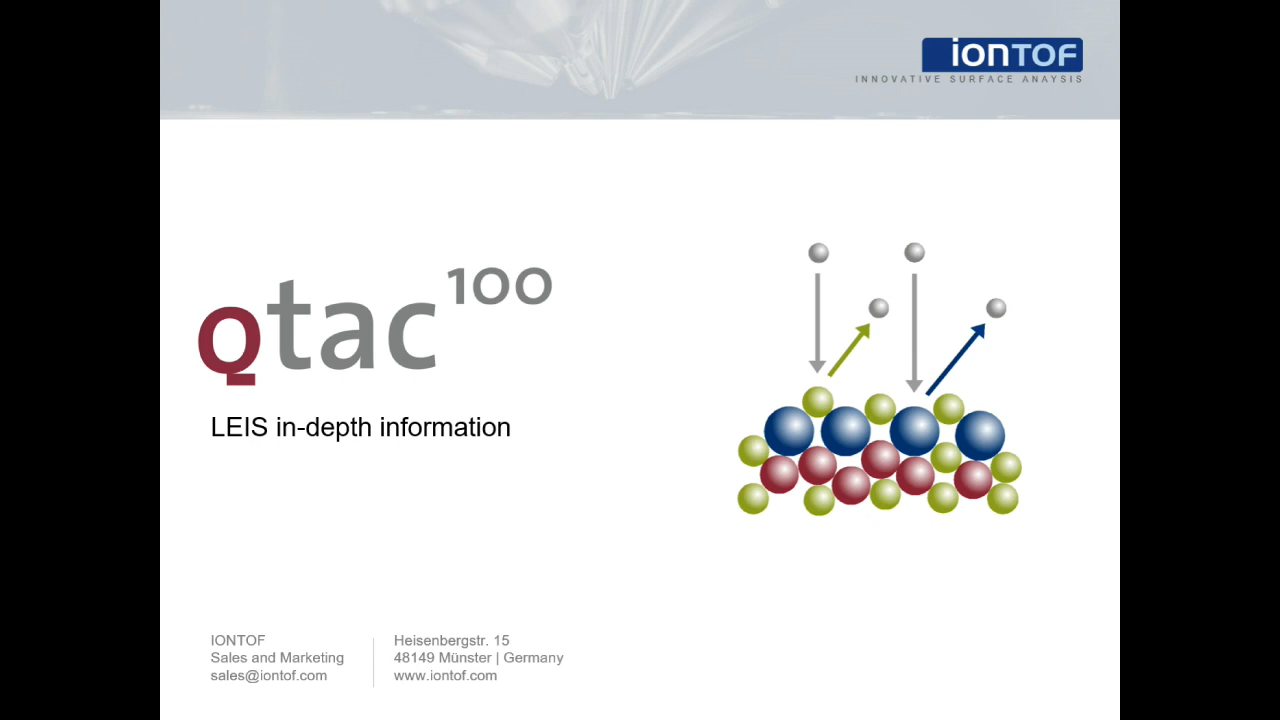 IONTOF
INNOVATIVE SURFACE ANAYSIS
Qtac100
LEIS in-depth information
IONTOF
Sales and Marketing
sales@iontof.com
Heisenbergstr. 15
48149 Münster | Germany
www.iontof.com